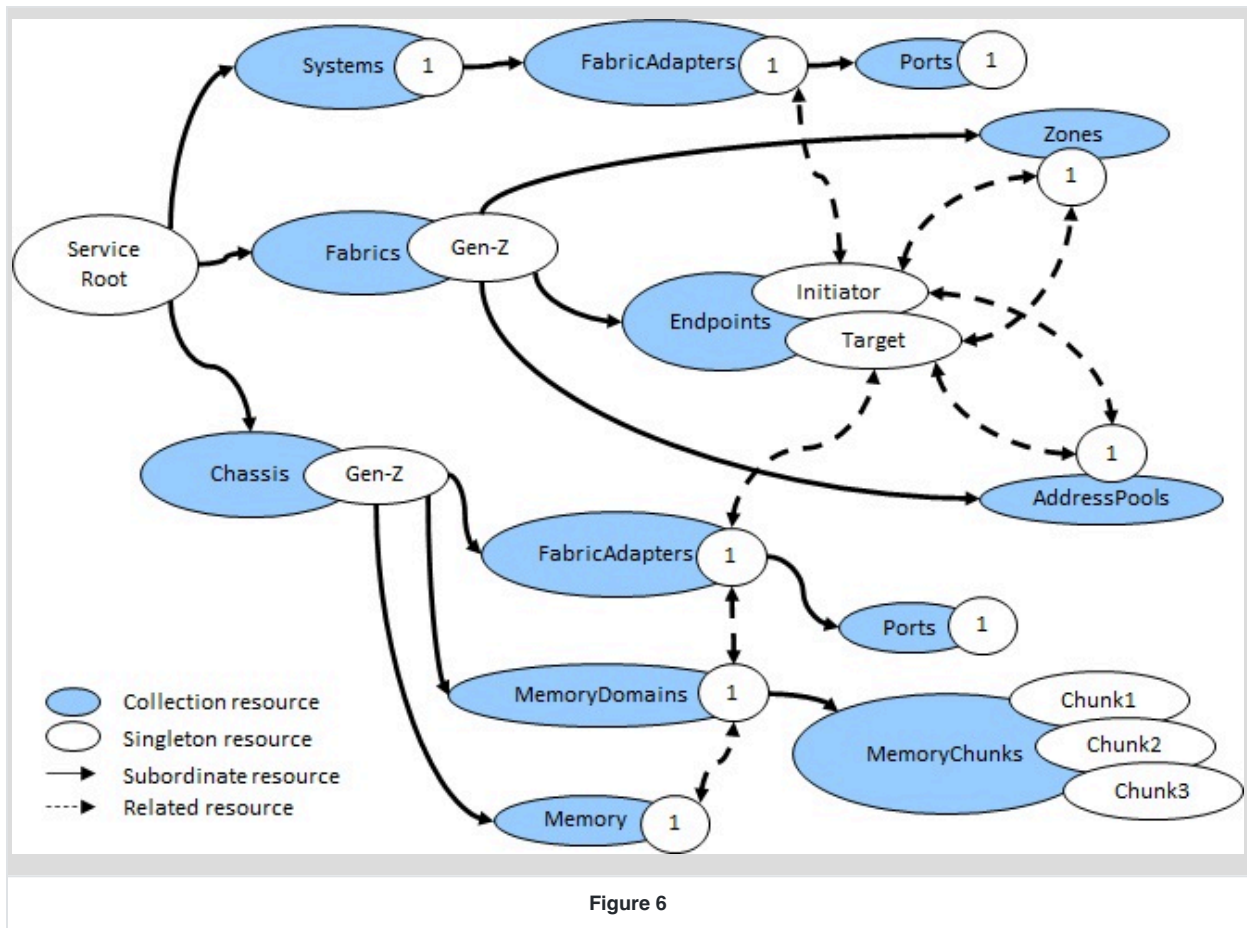 Systems
1
FabricAdapters
1
Ports
1
Zones
1
Service
Root
Fabrics
Gen-Z
Endpoints
Initiator
Target
1
AddressPools
Chassis
Gen-Z
FabricAdapters
1
Ports
1
MemoryDomains
1
MemoryChunks
Chunk1
Chunk2
Chunk3
Memory
1
Collection resource
Singleton resource
Subordinate resource
Related resource
Figure 6